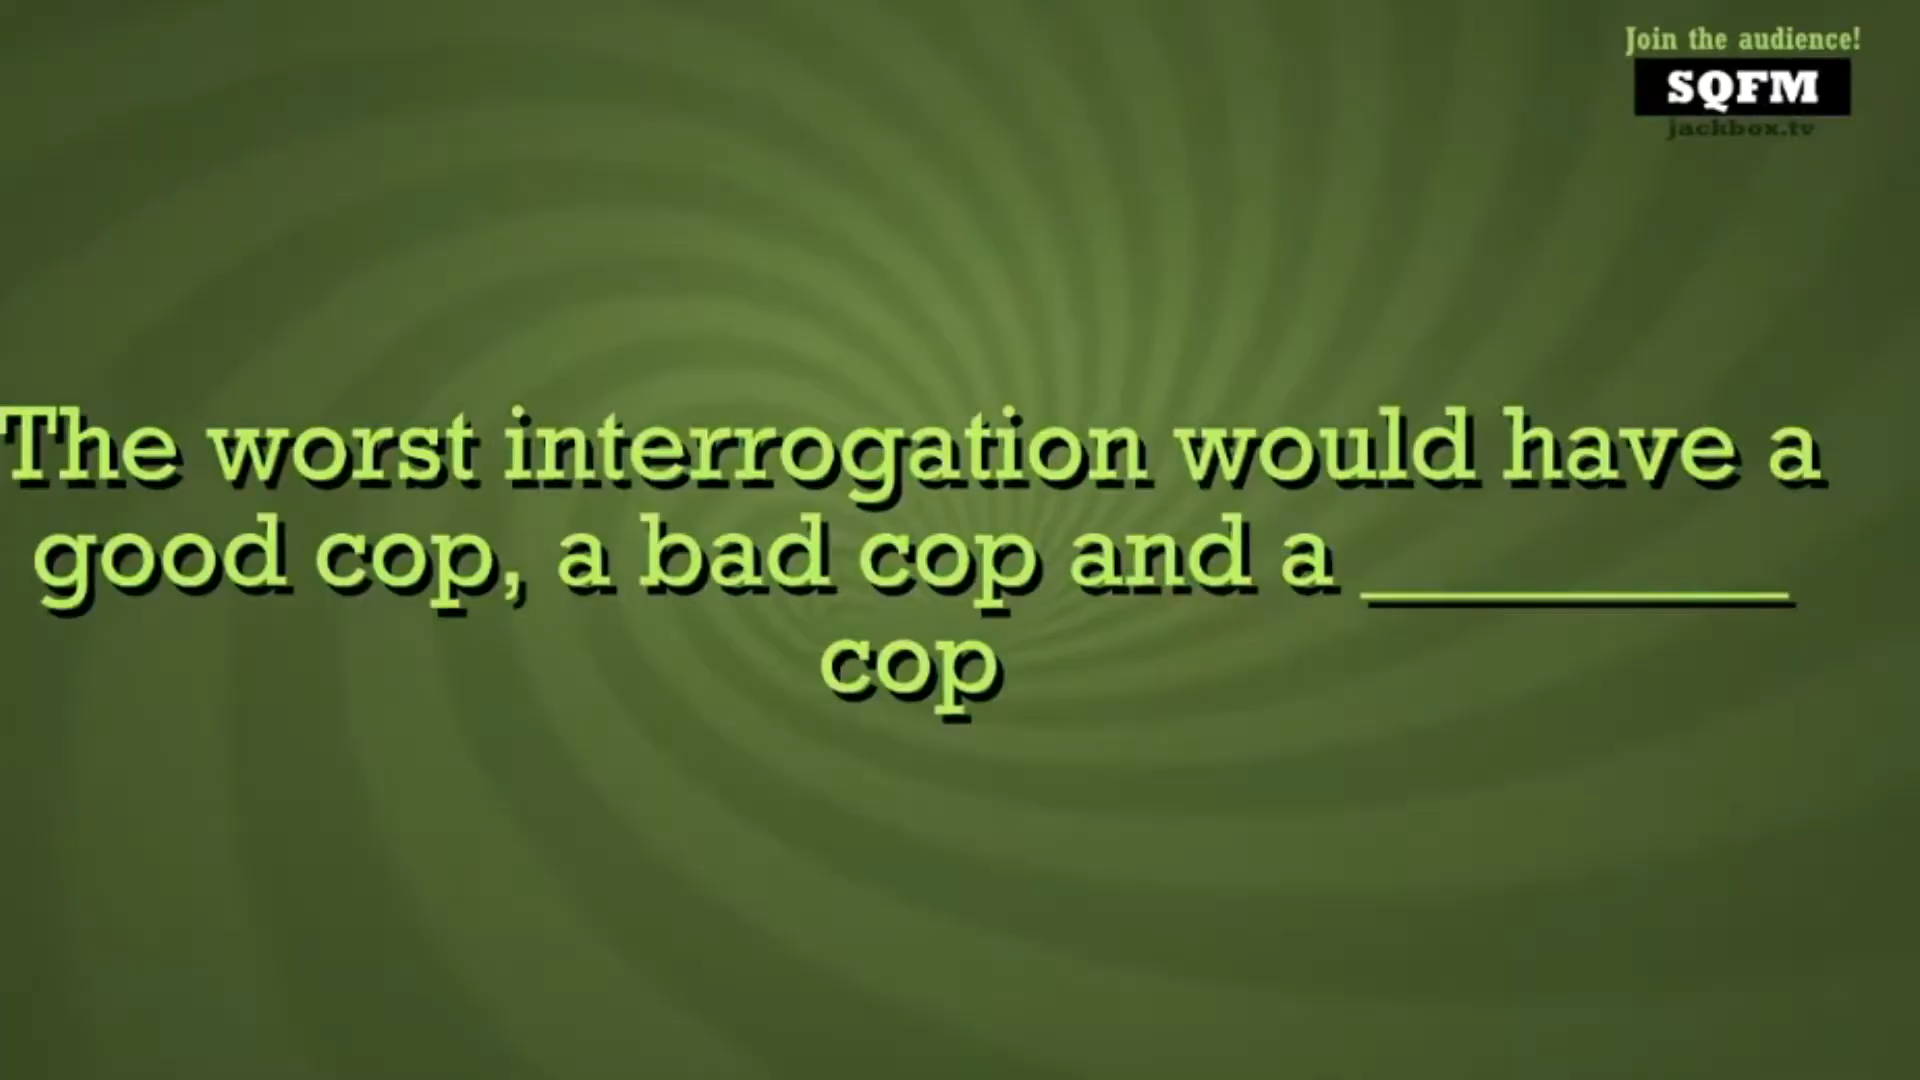 Join the audience!
SQFM
jackbox.tv
The worst interrogation would have a
good cop, a bad cop and a ________
cop